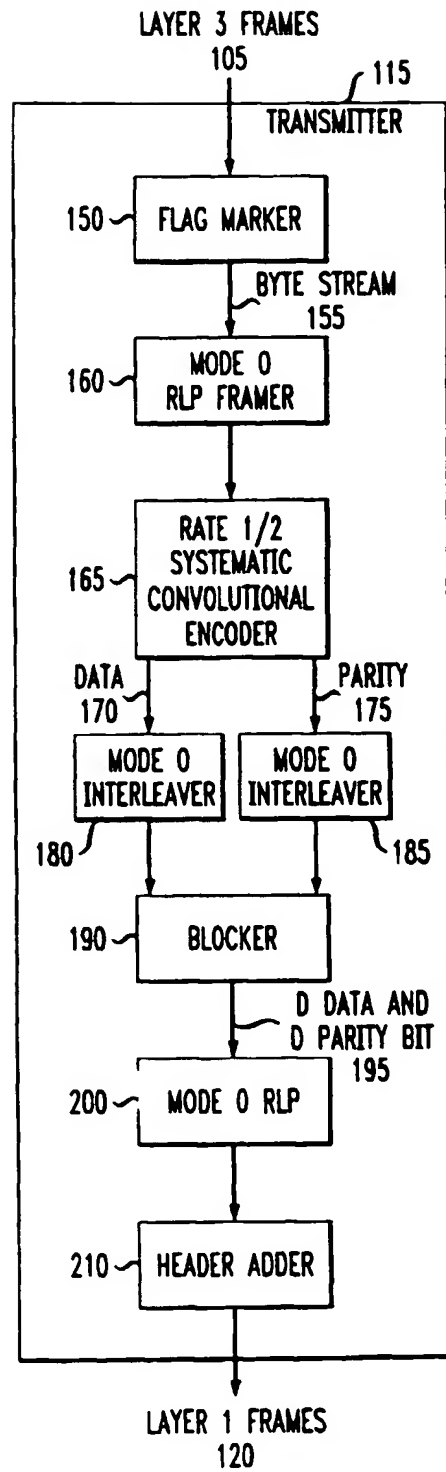 LAYER 3 FRAMES
105
115
TRANSMITTER
150
FLAG MARKER
BYTE STREAM
155
160
MODE 0
RLP FRAMER
165
RATE 1/2
SYSTEMATIC
CONVOLUTIONAL
ENCODER
DATA
170
PARITY
175
MODE 0
INTERLEAVER
180
MODE 0
INTERLEAVER
185
190
BLOCKER
D DATA AND
D PARITY BIT
195
200
MODE 0 RLP
210
HEADER ADDER
LAYER 1 FRAMES
120